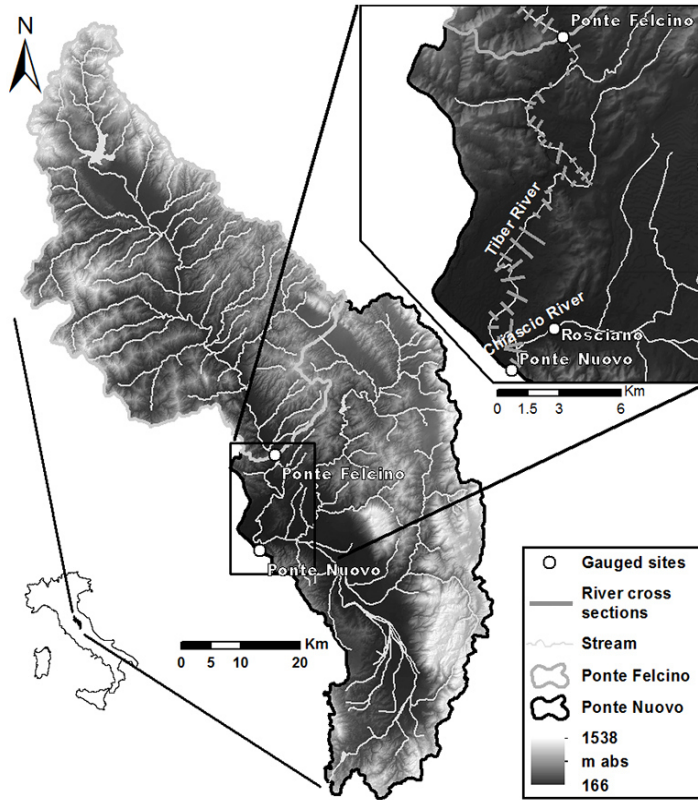 N
Ponte Felcino
Tiber River
Chiascio River
Rosciano
Ponte Nuovo
Km
0 1.5 3 6
Ponte Felcino
Ponte Nuovo
Km
0 5 10 20
Gauged sites
River cross
sections
Stream
Ponte Felcino
Ponte Nuovo
1538
m abs
166